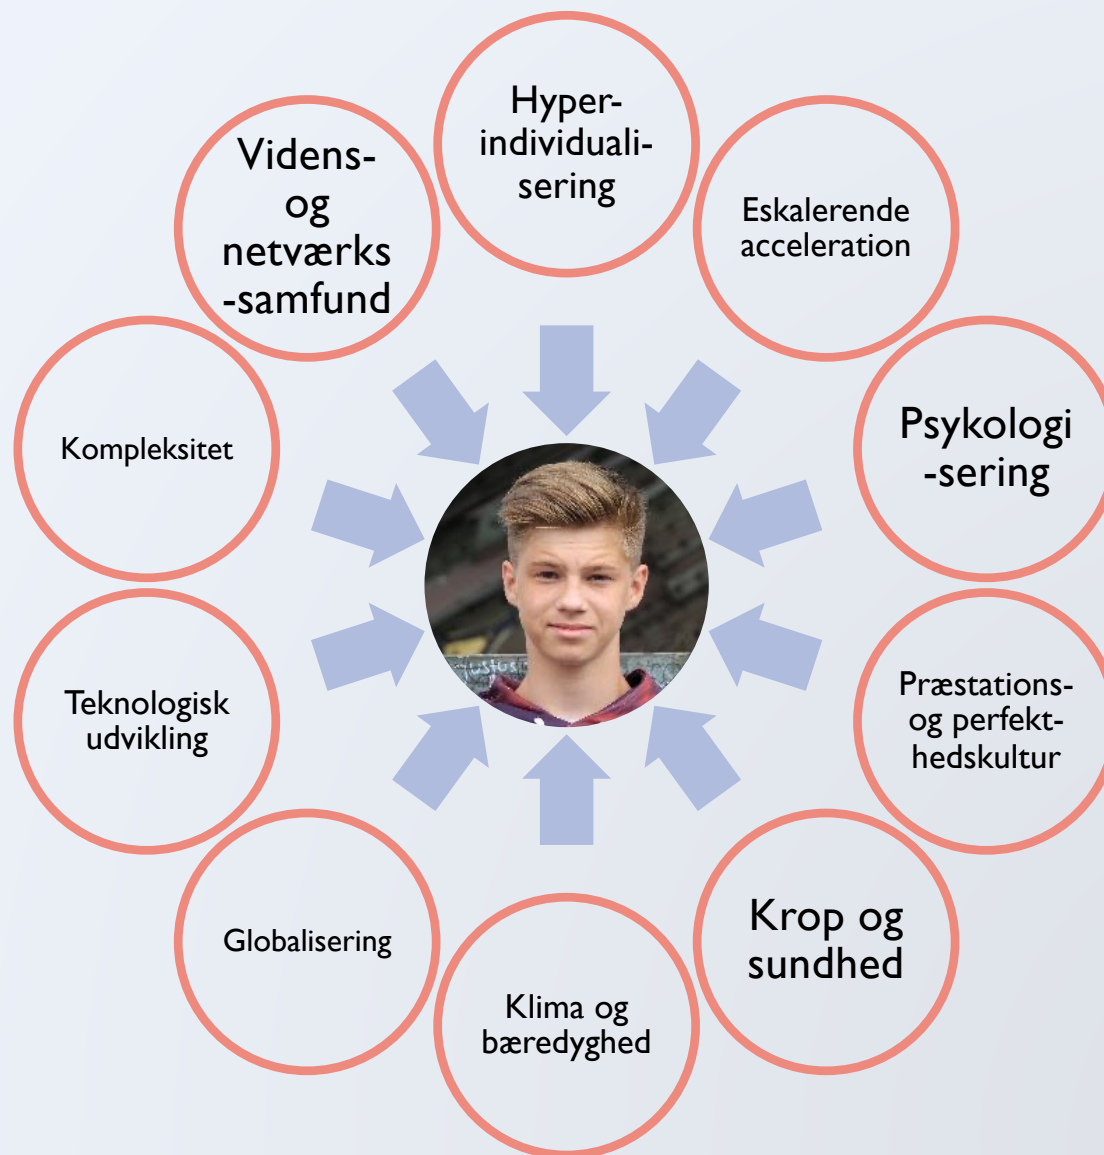 Hyper-
individuali-
sering
Eskalerende
acceleration
Psykologi
-sering
Præstations-
og perfekt-
hedskultur
Krop og
sundhed
Klima og
bæredyghed
Globalisering
Teknologisk
udvikling
Kompleksitet
Videns-
og
netværks
-samfund